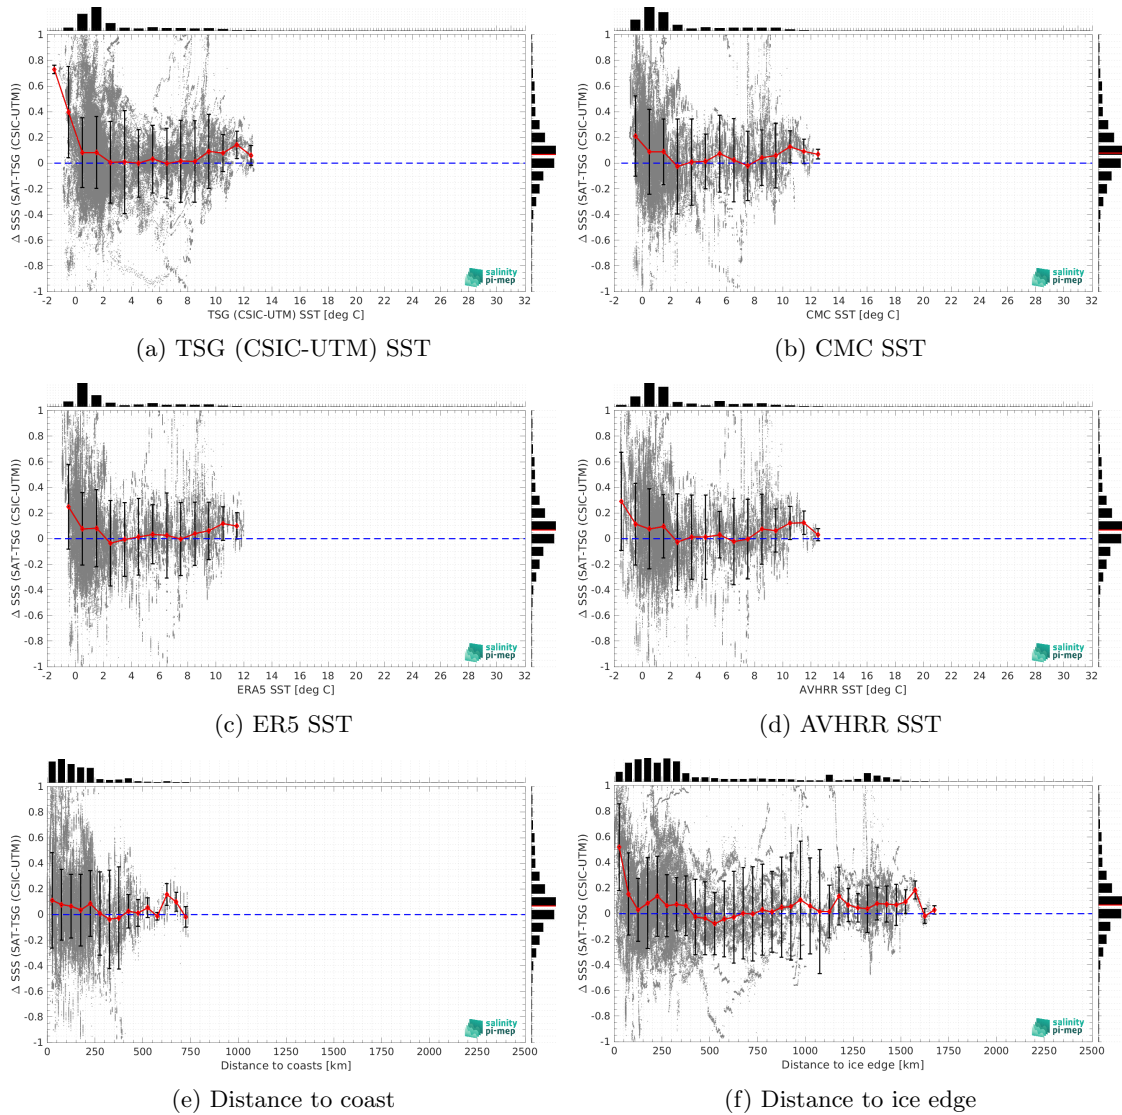 1
0.8
0.6
0.4
0.2
0
-0.2
-0.4
-0.6
-0.8
-1
Δ SSS (SAT-TSG (CSIC-UTM))
salinity
pi-mep
-2 0 2 4 6 8 10 12 14 16 18 20 22 24 26 28 30 32
TSG (CSIC-UTM) SST [deg C]
(a) TSG (CSIC-UTM) SST
1
0.8
0.6
0.4
0.2
0
-0.2
-0.4
-0.6
-0.8
-1
Δ SSS (SAT-TSG (CSIC-UTM))
salinity
pi-mep
-2 0 2 4 6 8 10 12 14 16 18 20 22 24 26 28 30 32
CMC SST [deg C]
(b) CMC SST
1
0.8
0.6
0.4
0.2
0
-0.2
-0.4
-0.6
-0.8
-1
Δ SSS (SAT-TSG (CSIC-UTM))
salinity
pi-mep
-2 0 2 4 6 8 10 12 14 16 18 20 22 24 26 28 30 32
ERA5 SST [deg C]
(c) ER5 SST
1
0.8
0.6
0.4
0.2
0
-0.2
-0.4
-0.6
-0.8
-1
Δ SSS (SAT-TSG (CSIC-UTM))
salinity
pi-mep
-2 0 2 4 6 8 10 12 14 16 18 20 22 24 26 28 30 32
AVHRR SST [deg C]
(d) AVHRR SST
1
0.8
0.6
0.4
0.2
0
-0.2
-0.4
-0.6
-0.8
-1
Δ SSS (SAT-TSG (CSIC-UTM))
salinity
pi-mep
0 250 500 750 1000 1250 1500 1750 2000 2250 2500
Distance to coasts [km]
(e) Distance to coast
1
0.8
0.6
0.4
0.2
0
-0.2
-0.4
-0.6
-0.8
-1
Δ SSS (SAT-TSG (CSIC-UTM))
salinity
pi-mep
0 250 500 750 1000 1250 1500 1750 2000 2250 2500
Distance to ice edge [km]
(f) Distance to ice edge